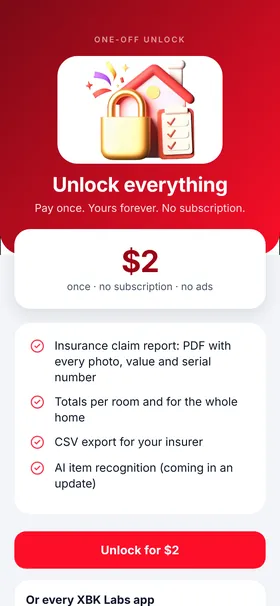 ONE-OFF UNLOCK
Unlock everything
Pay once. Yours forever. No subscription.
$2
once · no subscription · no ads
Insurance claim report: PDF with
every photo, value and serial
number
Totals per room and for the whole
home
CSV export for your insurer
AI item recognition (coming in an
update)
Unlock for $2
Or every XBK Labs app